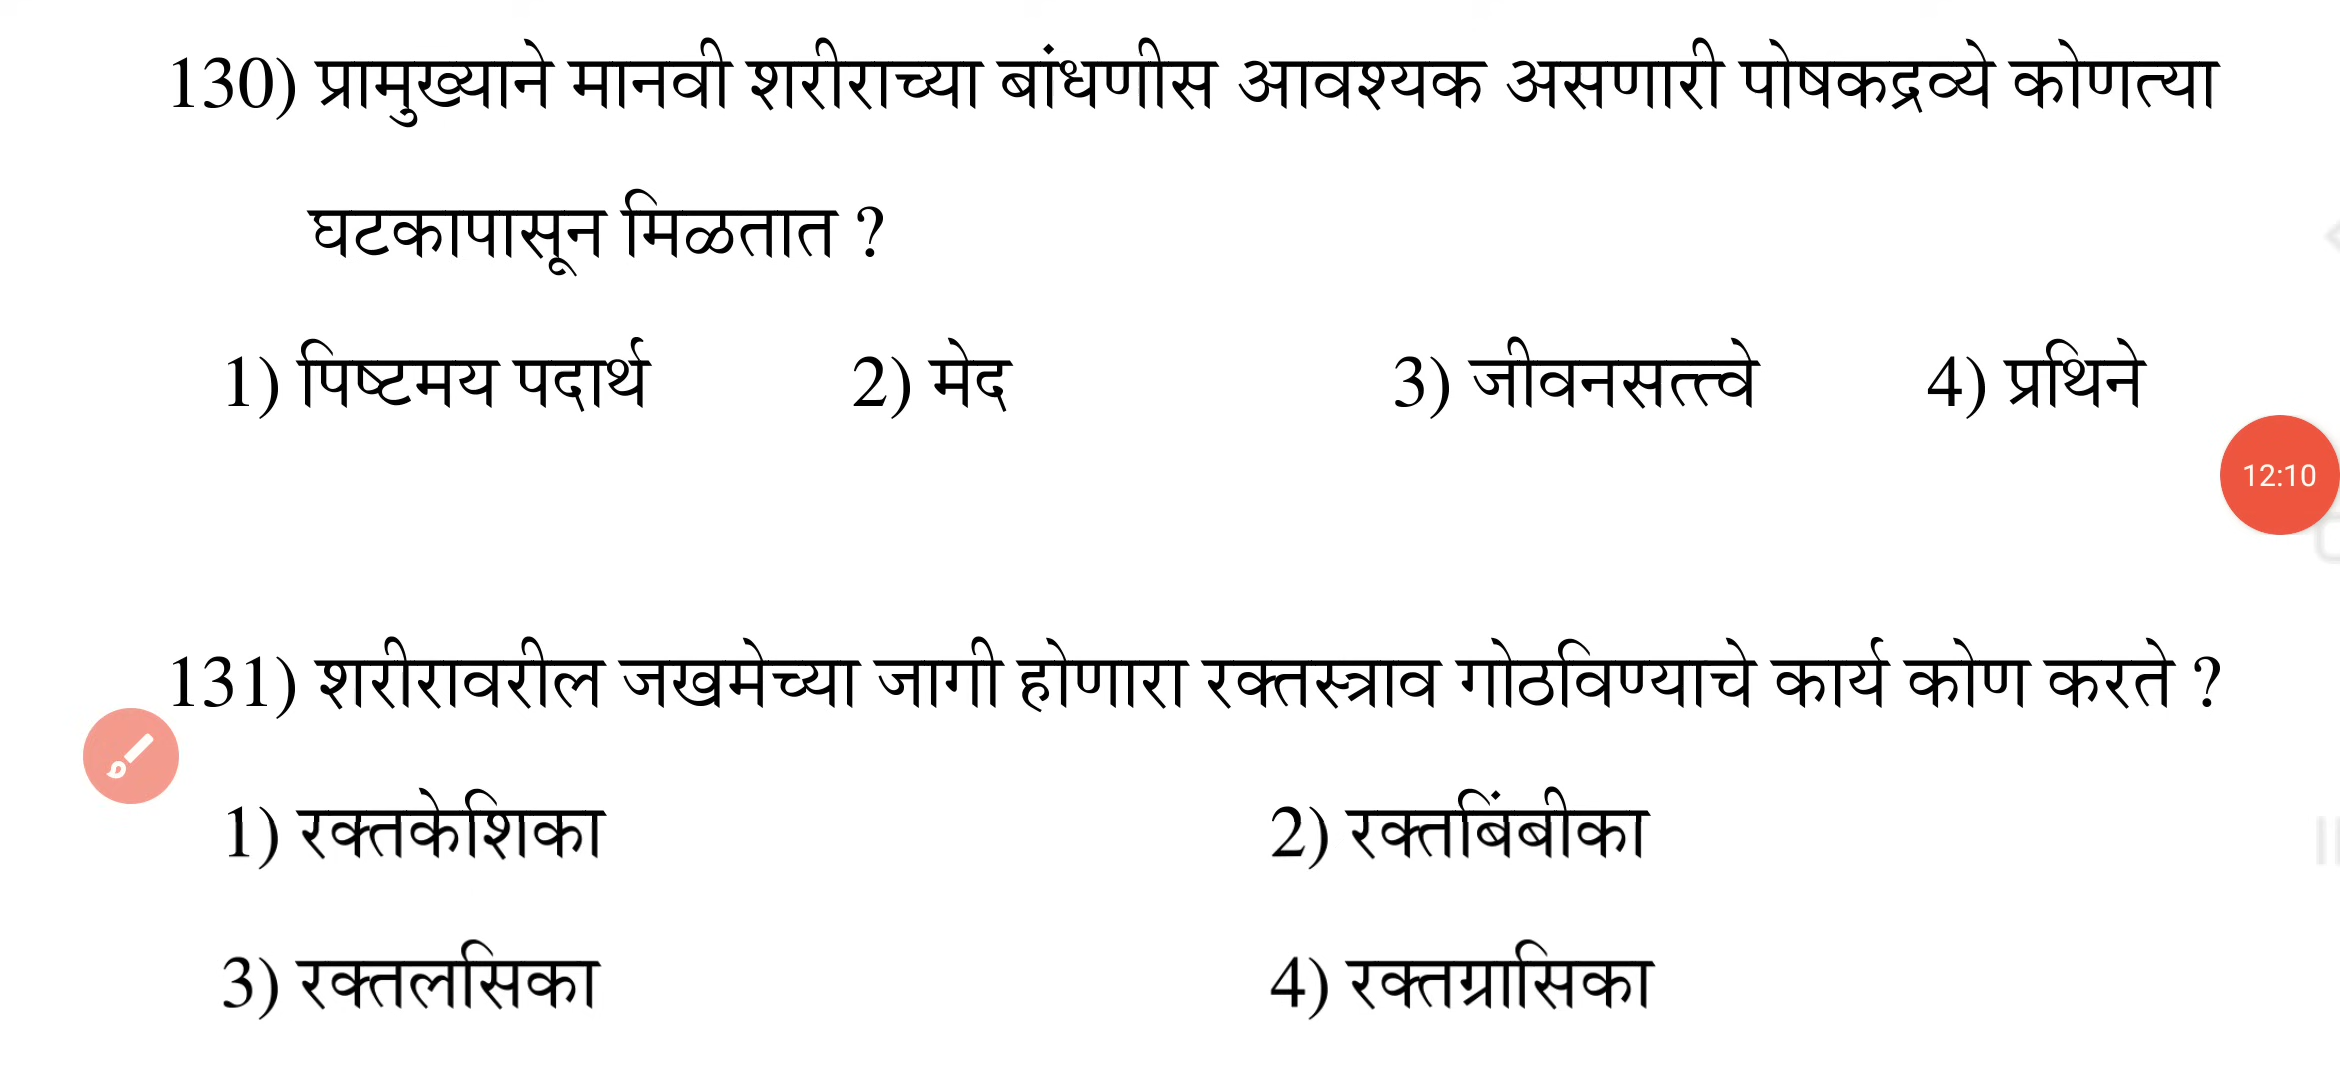 130) प्रामुख्याने मानवी शरीराच्या बांधणीस आवश्यक असणारी पोषकद्रव्ये कोणत्या
घटकापासून मिळतात ?
1) पिष्टमय पदार्थ 2) मेद 3) जीवनसत्त्वे 4) प्रथिने
12:10
131) शरीरावरील जखमेच्या जागी होणारा रक्तस्त्राव गोठविण्याचे कार्य कोण करते ?
1) रक्तकेशिका 2) रक्तबिंबीका
3) रक्तलसिका 4) रक्तग्रासिका